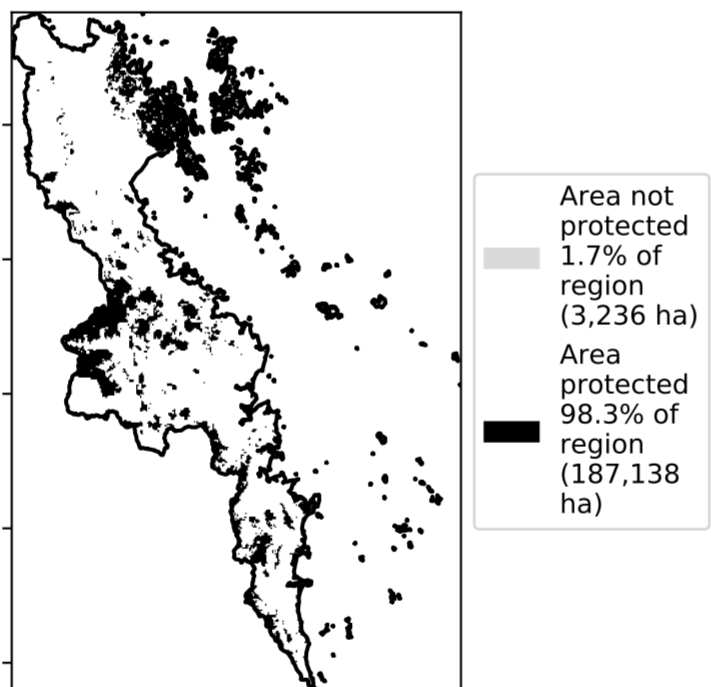 Area not
protected
1.7% of
region
(3,236 ha)
Area
protected
98.3% of
region
(187,138
ha)